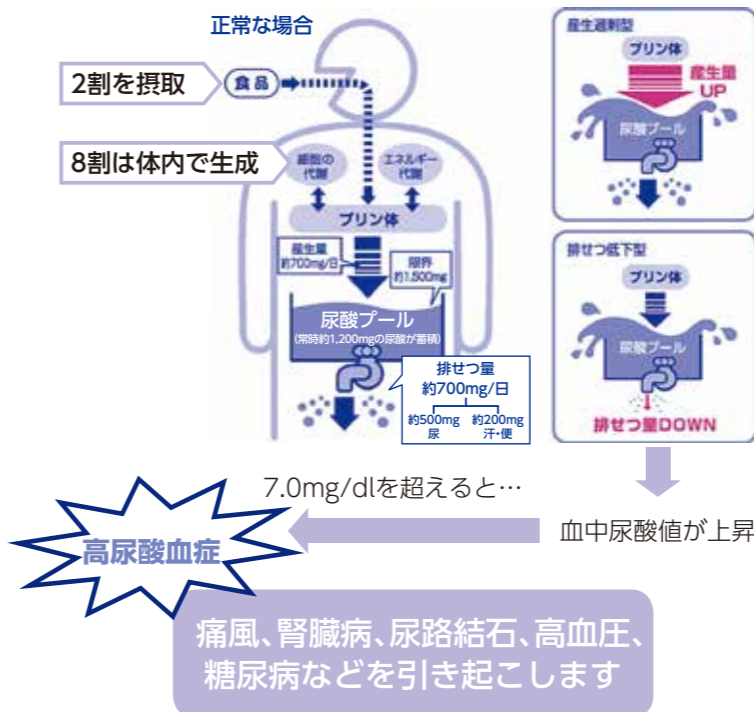 正常な場合
2割を摂取
食品
8割は体内で生成
細胞の
代謝
エネルギー
代謝
プリン体
産生量
約700mg/日
限界
約1,500mg
尿酸プール
(常時約1,200mgの尿酸が蓄積)
排せつ量
約700mg/日
約500mg
尿
約200mg
汗・便
産生過剰型
プリン体
産生量
UP
尿酸プール
排せつ低下型
プリン体
尿酸プール
排せつ量DOWN
7.0mg/dlを超えると…
血中尿酸値が上昇
高尿酸血症
痛風、腎臓病、尿路結石、高血圧、
糖尿病などを引き起こします